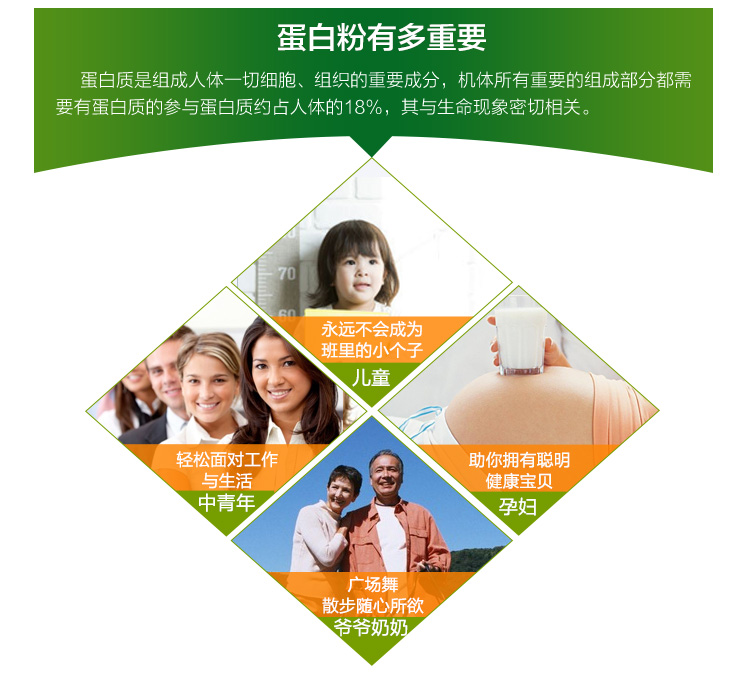 蛋白粉有多重要
蛋白质是组成人体一切细胞、组织的重要成分，机体所有重要的组成部分都需
要有蛋白质的参与蛋白质约占人体的18%，其与生命现象密切相关。
70
60
永远不会成为
班里的小个子
儿童
轻松面对工作
与生活
中青年
助你拥有聪明
健康宝贝
孕妇
广场舞
散步随心所欲
爷爷奶奶